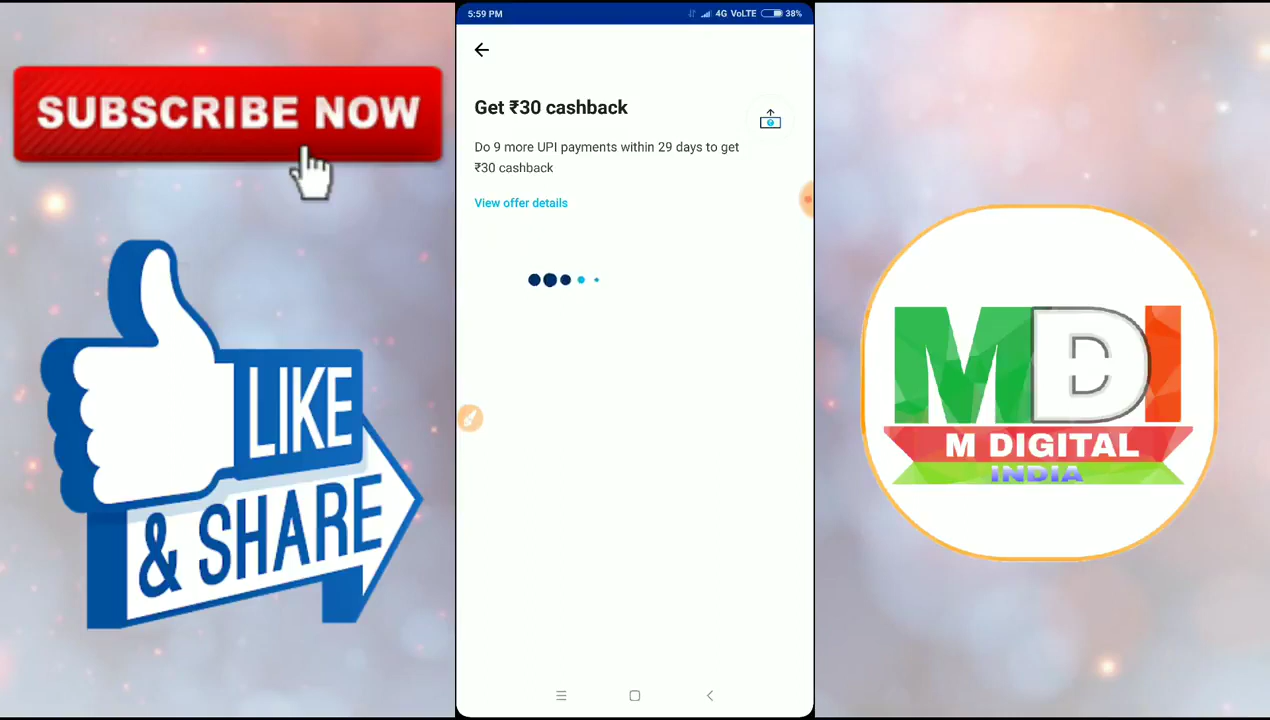 SUBSCRIBE NOW
LIKE
& SHARE
5:59 PM
4G VoLTE 38%
Get ₹30 cashback
Do 9 more UPI payments within 29 days to get
₹30 cashback
View offer details
MDI
M DIGITAL
INDIA